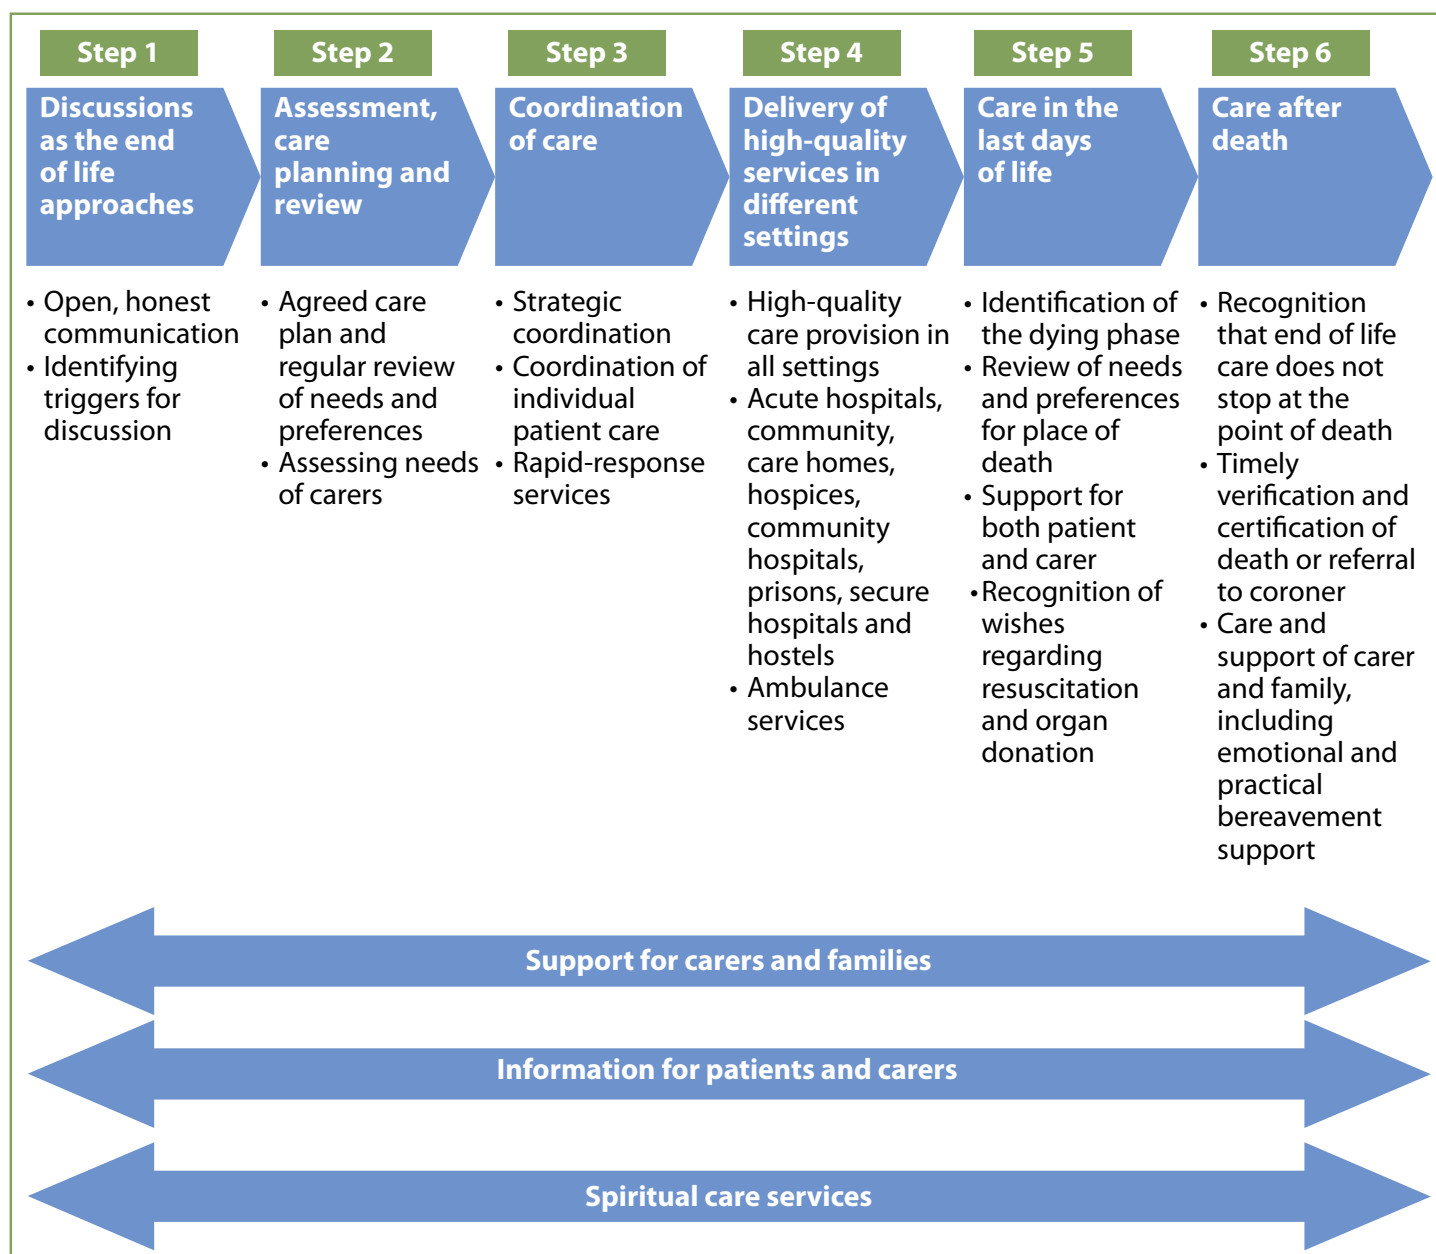 Step 1
Discussions
as the end
of life
approaches
• Open, honest
communication
• Identifying
triggers for
discussion
Step 2
Assessment,
care
planning and
review
• Agreed care
plan and
regular review
of needs and
preferences
• Assessing needs
of carers
Step 3
Coordination
of care
• Strategic
coordination
• Coordination of
individual
patient care
• Rapid-response
services
Step 4
Delivery of
high-quality
services in
different
settings
• High-quality
care provision in
all settings
• Acute hospitals,
community,
care homes,
hospices,
community
hospitals,
prisons, secure
hospitals and
hostels
• Ambulance
services
Step 5
Care in the
last days
of life
• Identification of
the dying phase
• Review of needs
and preferences
for place of
death
• Support for
both patient
and carer
• Recognition of
wishes
regarding
resuscitation
and organ
donation
Step 6
Care after
death
• Recognition
that end of life
care does not
stop at the
point of death
• Timely
verification and
certification of
death or referral
to coroner
• Care and
support of carer
and family,
including
emotional and
practical
bereavement
support
Support for carers and families
Information for patients and carers
Spiritual care services